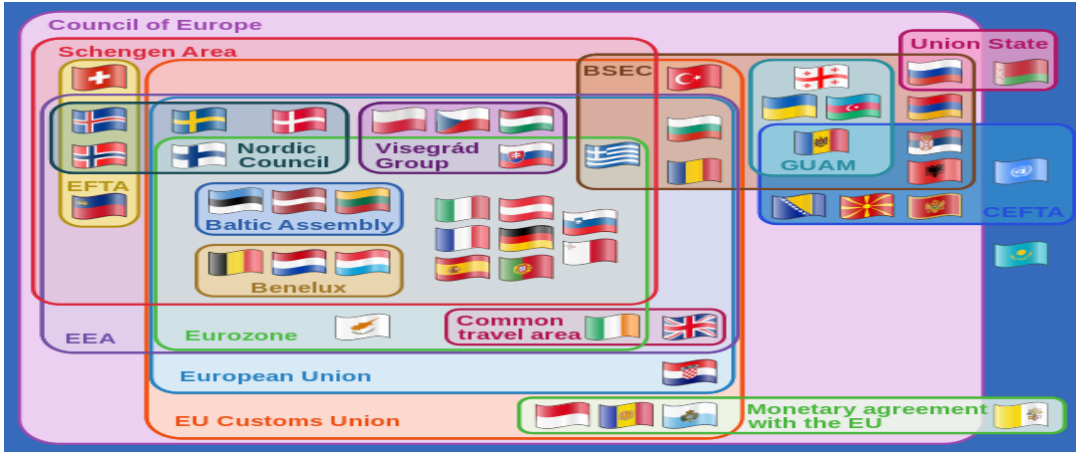 Council of Europe
Schengen Area
Union State
BSEC
Nordic
Council
Visegrád
Group
GUAM
EFTA
Baltic Assembly
CEFTA
Benelux
Common
travel area
Eurozone
EEA
European Union
EU Customs Union
Monetary agreement
with the EU